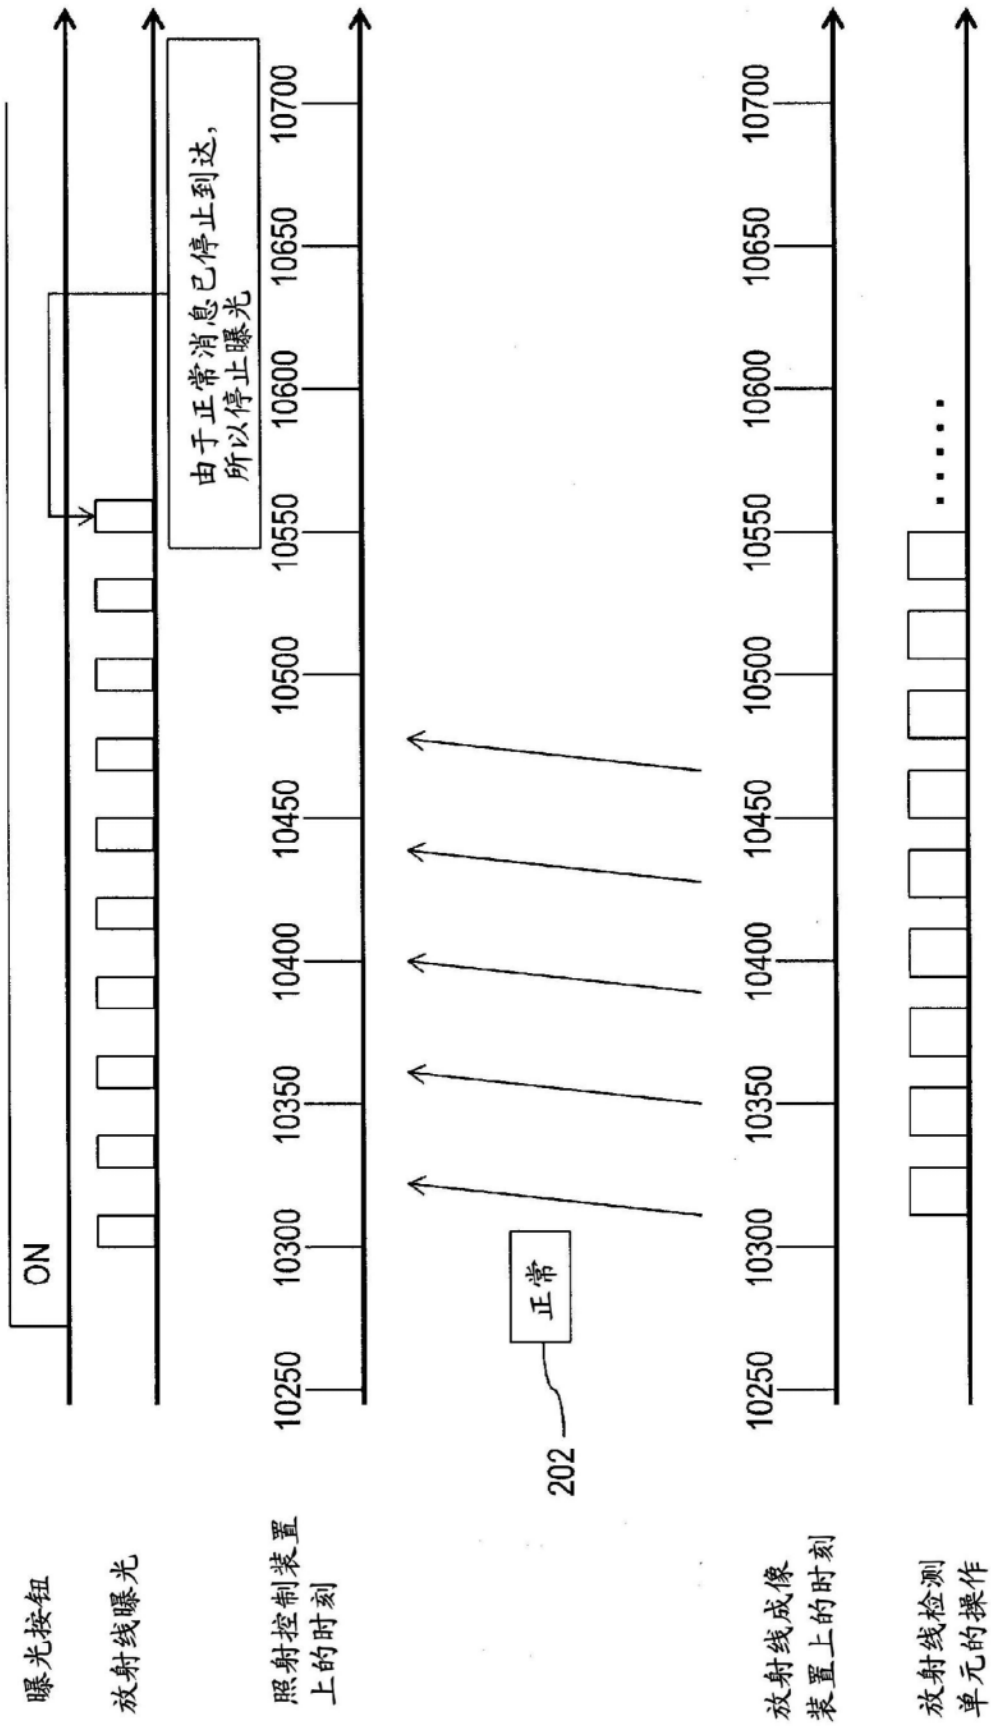 曝光按钮
ON
放射线曝光
由于正常消息已停止到达，
所以停止曝光
照射控制装置
上的时刻
10250
10300
10350
10400
10450
10500
10550
10600
10650
10700
正常
202
放射线成像
装置上的时刻
10250
10300
10350
10400
10450
10500
10550
10600
10650
10700
放射线检测
单元的操作